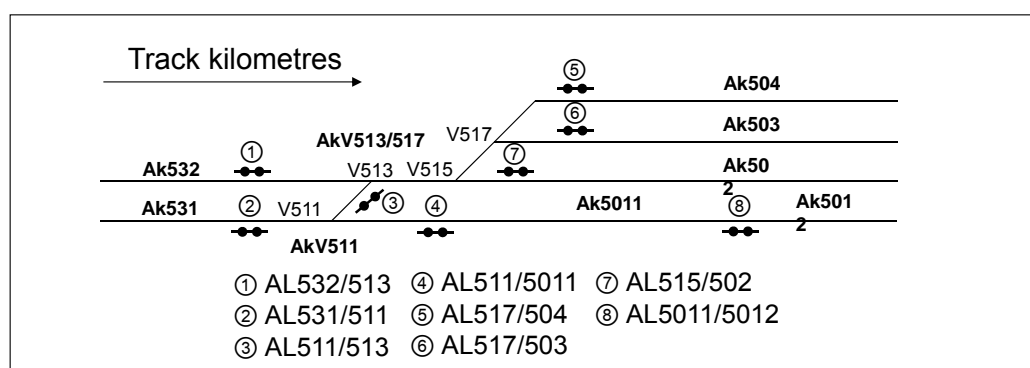 Track kilometres
⑤
Ak504
⑥
Ak503
AkV513/517
V517
①
⑦
Ak532
V513
V515
Ak50
2
Ak531
②
V511
③
④
Ak5011
⑧
Ak501
2
AkV511
① AL532/513 ④ AL511/5011 ⑦ AL515/502
② AL531/511 ⑤ AL517/504 ⑧ AL5011/5012
③ AL511/513 ⑥ AL517/503